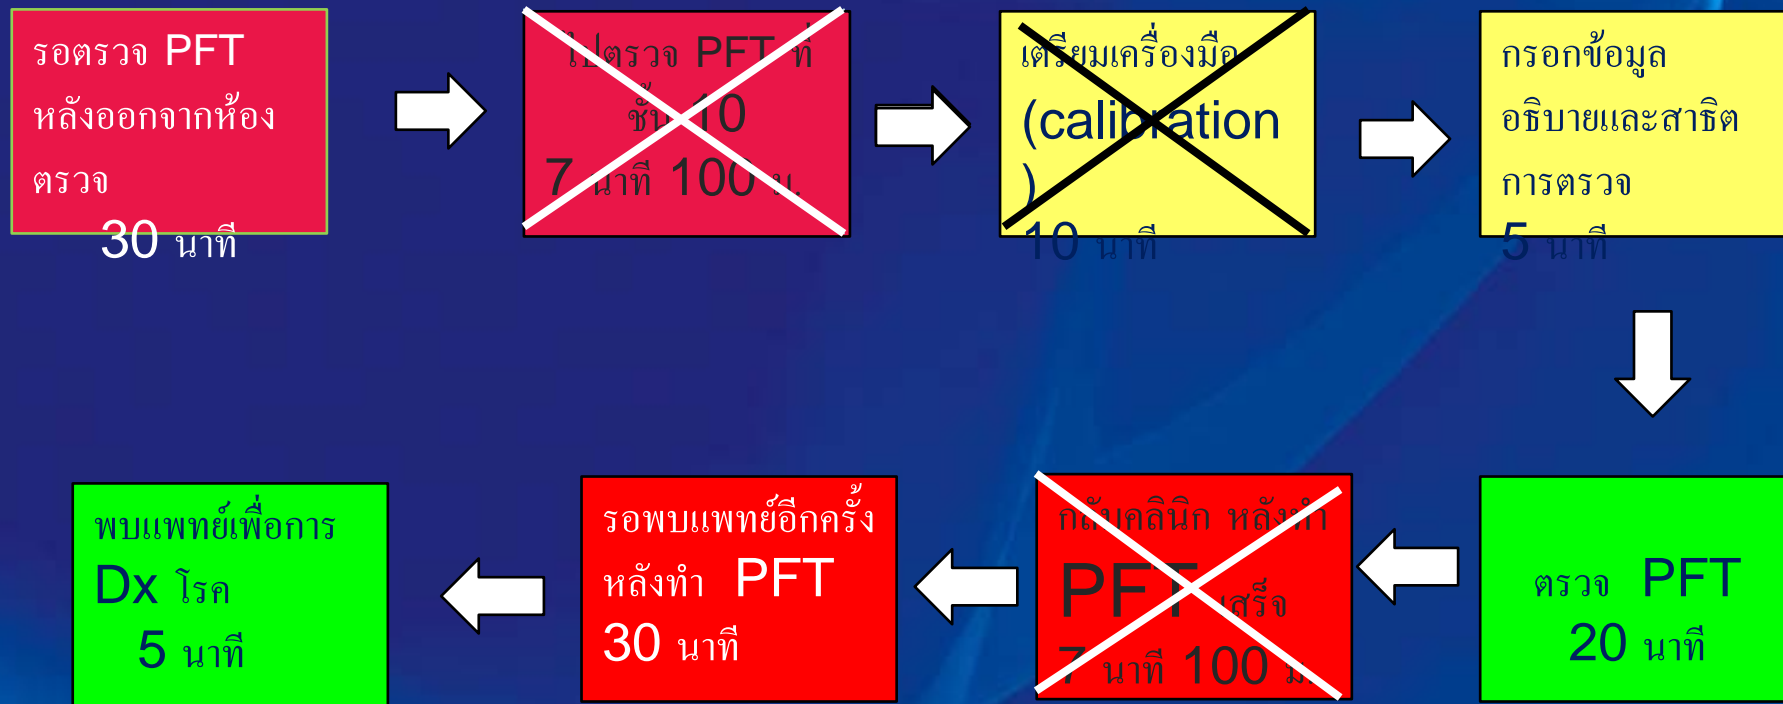 รอตรวจ PFT
หลังออกจากห้อง
ตรวจ
30 นาที
ไปตรวจ PFT ที่
ชั้น 10
7 นาที 100 ม.
เตรียมเครื่องมือ
(calibration
)
10 นาที
กรอกข้อมูล
อธิบายและสาธิต
การตรวจ
5 นาที
พบแพทย์เพื่อการ
Dx โรค
5 นาที
รอพบแพทย์อีกครั้ง
หลังทำ PFT
30 นาที
กลับคลินิก หลังทำ
PFT เสร็จ
7 นาที 100 ม.
ตรวจ PFT
20 นาที